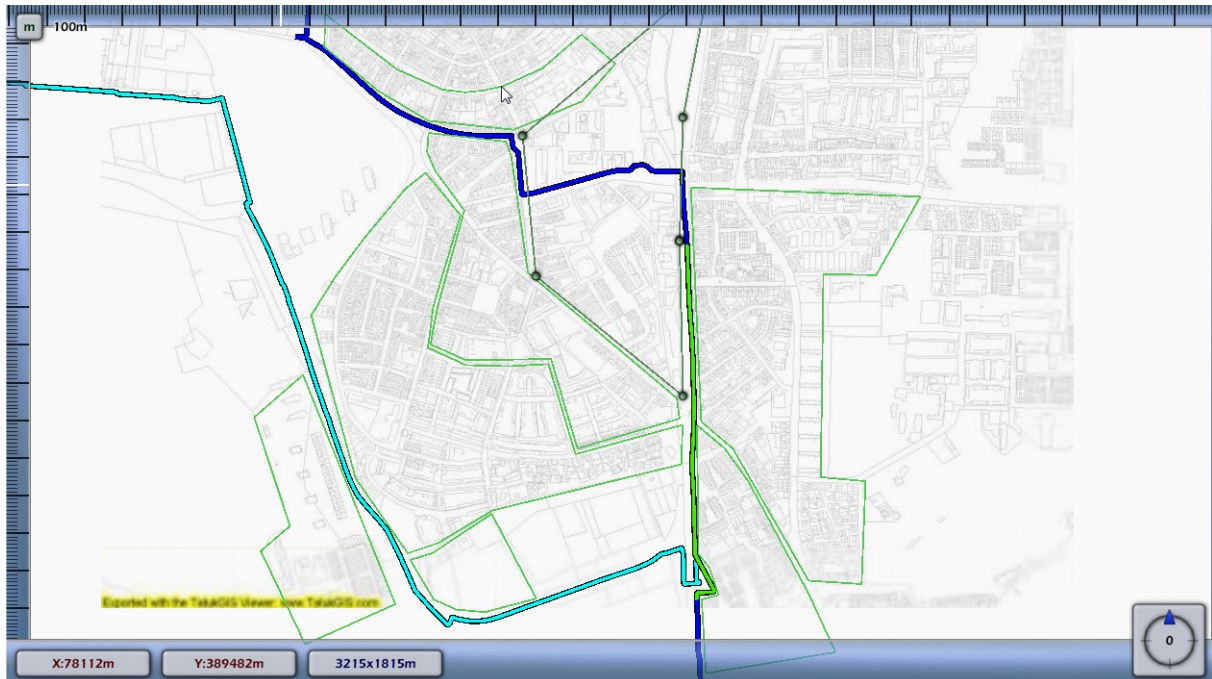 m
100m
Exported with the TatukGIS Viewer: www.TatukGIS.com
X:78112m
Y:389482m
3215x1815m
0